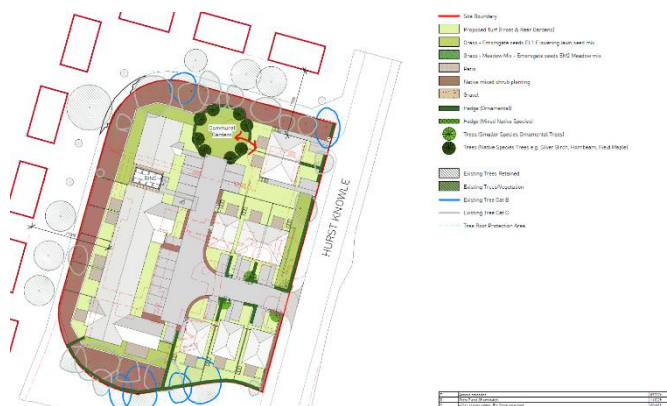 Site Boundary
Proposed Turf (Front & Rear Gardens)
Grass - Emorsgate seeds EL1 Flowering lawn seed mix
Grass - Meadow Mix - Emorsgate seeds EM2 Meadow mix
Patio
Native mixed shrub planting
Gravel
Hedge (Ornamental)
Hedge (Mixed Native Species)
Trees (Smaller Species Ornamental Trees)
Trees (Native Species Trees e.g. Silver Birch, Hornbeam, Field Maple)
Existing Trees Retained
Existing Trees/Vegetation
Existing Tree Cat B
Existing Tree Cat C
Tree Root Protection Area
Communal
Gardens
HURST KNOWLE